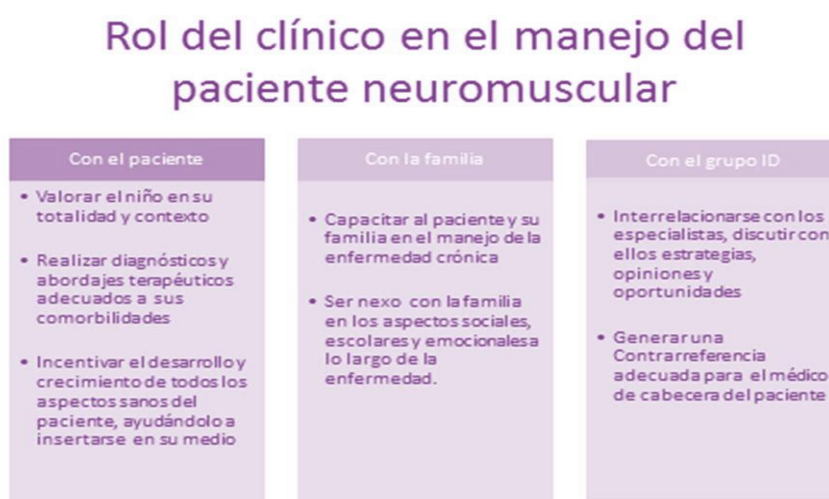 Rol del clínico en el manejo del
paciente neuromuscular
Con el paciente
• Valorar el niño en su
totalidad y contexto
• Realizar diagnósticos y
abordajes terapéuticos
adecuados a sus
comorbilidades
• Incentivar el desarrollo y
crecimiento de todos los
aspectos sanos del
paciente, ayudándolo a
insertarse en su medio
Con la familia
• Capacitar al paciente y su
familia en el manejo de la
enfermedad crónica
• Ser nexo con la familia
en los aspectos sociales,
escolares y emocionales a
lo largo de la
enfermedad.
Con el grupo ID
• Interrelacionarse con los
especialistas, discutir con
ellos estrategias,
opiniones y
oportunidades
• Generar una
Contrarreferencia
adecuada para el médico
de cabecera del paciente